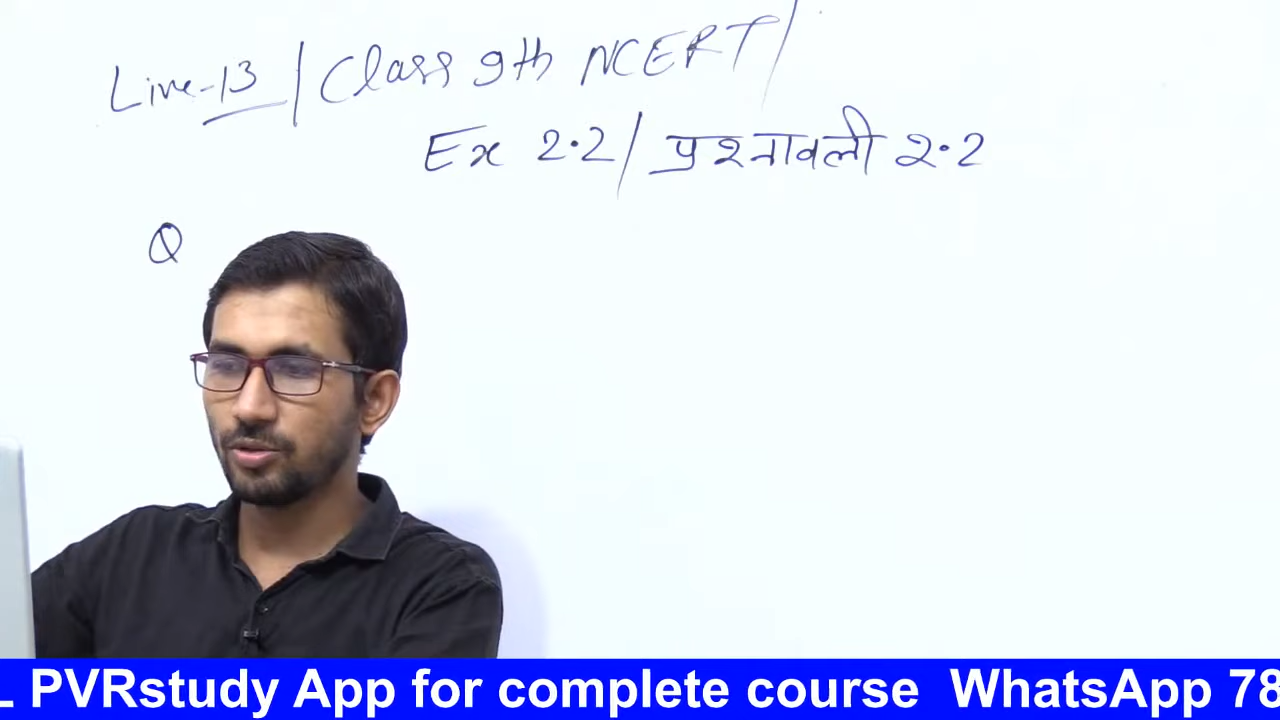 Live-13 / Class 9th NCERT /
Ex 2.2 / प्रश्नावली 2.2
Q
L PVRstudy App for complete course WhatsApp 78